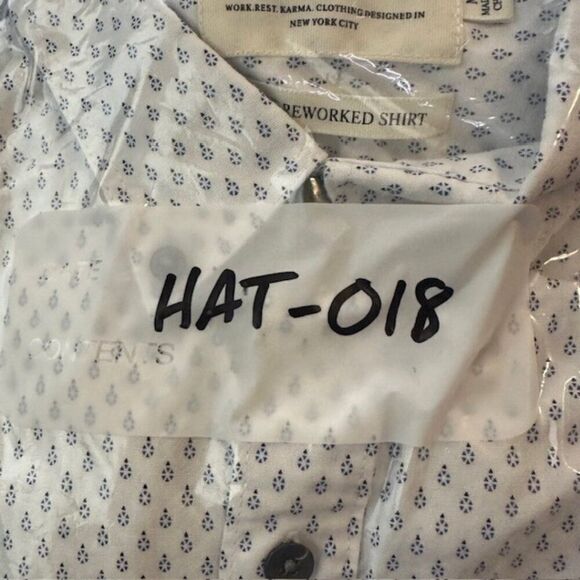 WORK.REST. KARMA. CLOTHING DESIGNED IN
NEW YORK CITY
REWORKED SHIRT
HAT-018
CONTENTS